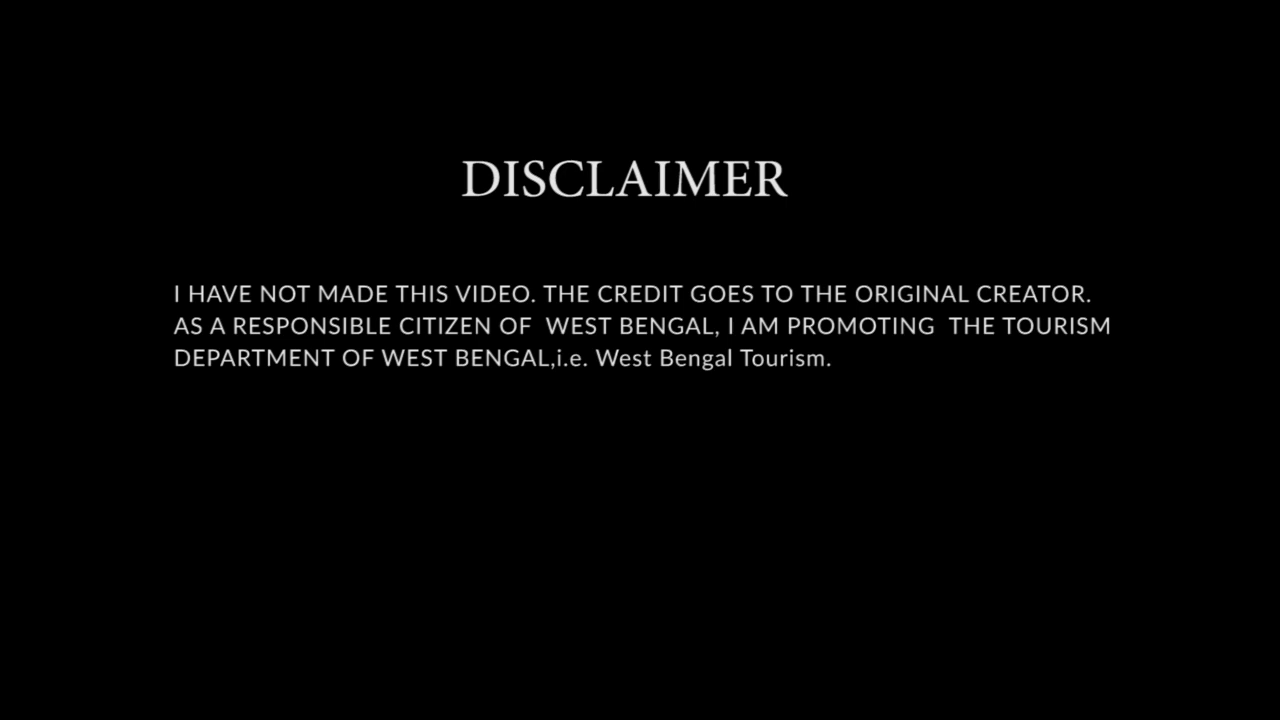 DISCLAIMER
I HAVE NOT MADE THIS VIDEO. THE CREDIT GOES TO THE ORIGINAL CREATOR.
AS A RESPONSIBLE CITIZEN OF  WEST BENGAL, I AM PROMOTING  THE TOURISM
DEPARTMENT OF WEST BENGAL,i.e. West Bengal Tourism.